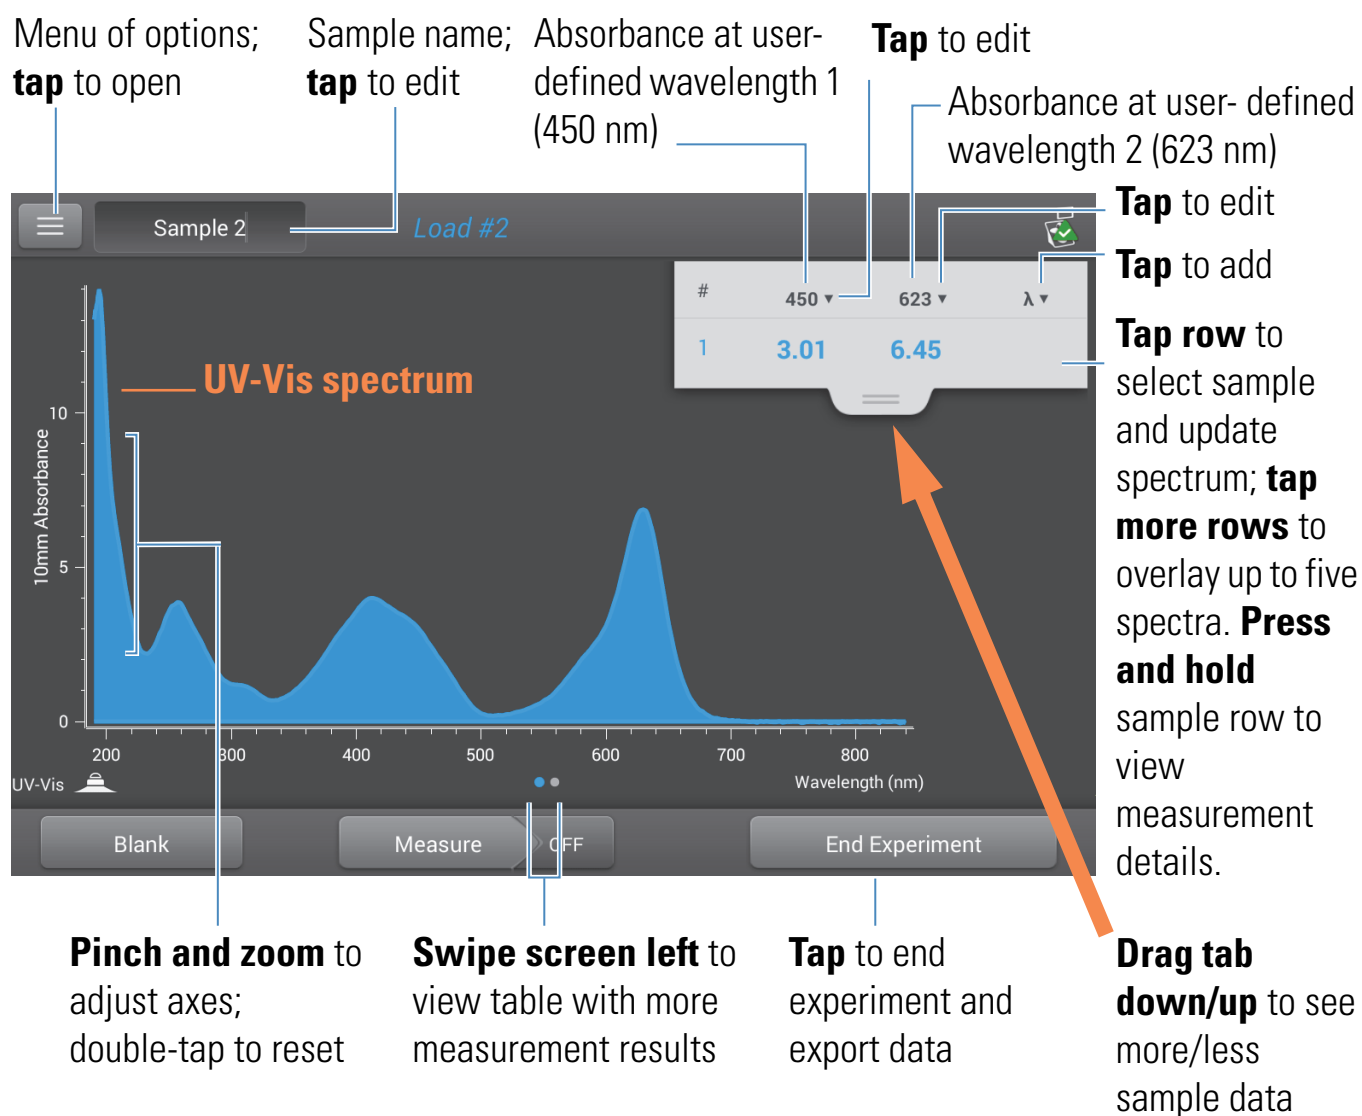 Menu of options;
tap to open
Sample name;
tap to edit
Absorbance at user-
defined wavelength 1
(450 nm)
Tap to edit
Absorbance at user- defined
wavelength 2 (623 nm)
Tap to edit
Tap to add
Tap row to
select sample
and update
spectrum; tap
more rows to
overlay up to five
spectra. Press
and hold
sample row to
view
measurement
details.
Sample 2
Load #2
# 450 ▼ 623 ▼ λ ▼
1 3.01 6.45
UV-Vis spectrum
10mm Absorbance
10
5
0
200 300 400 500 600 700 800
UV-Vis
Wavelength (nm)
Blank
Measure
OFF
End Experiment
Pinch and zoom to
adjust axes;
double-tap to reset
Swipe screen left to
view table with more
measurement results
Tap to end
experiment and
export data
Drag tab
down/up to see
more/less
sample data